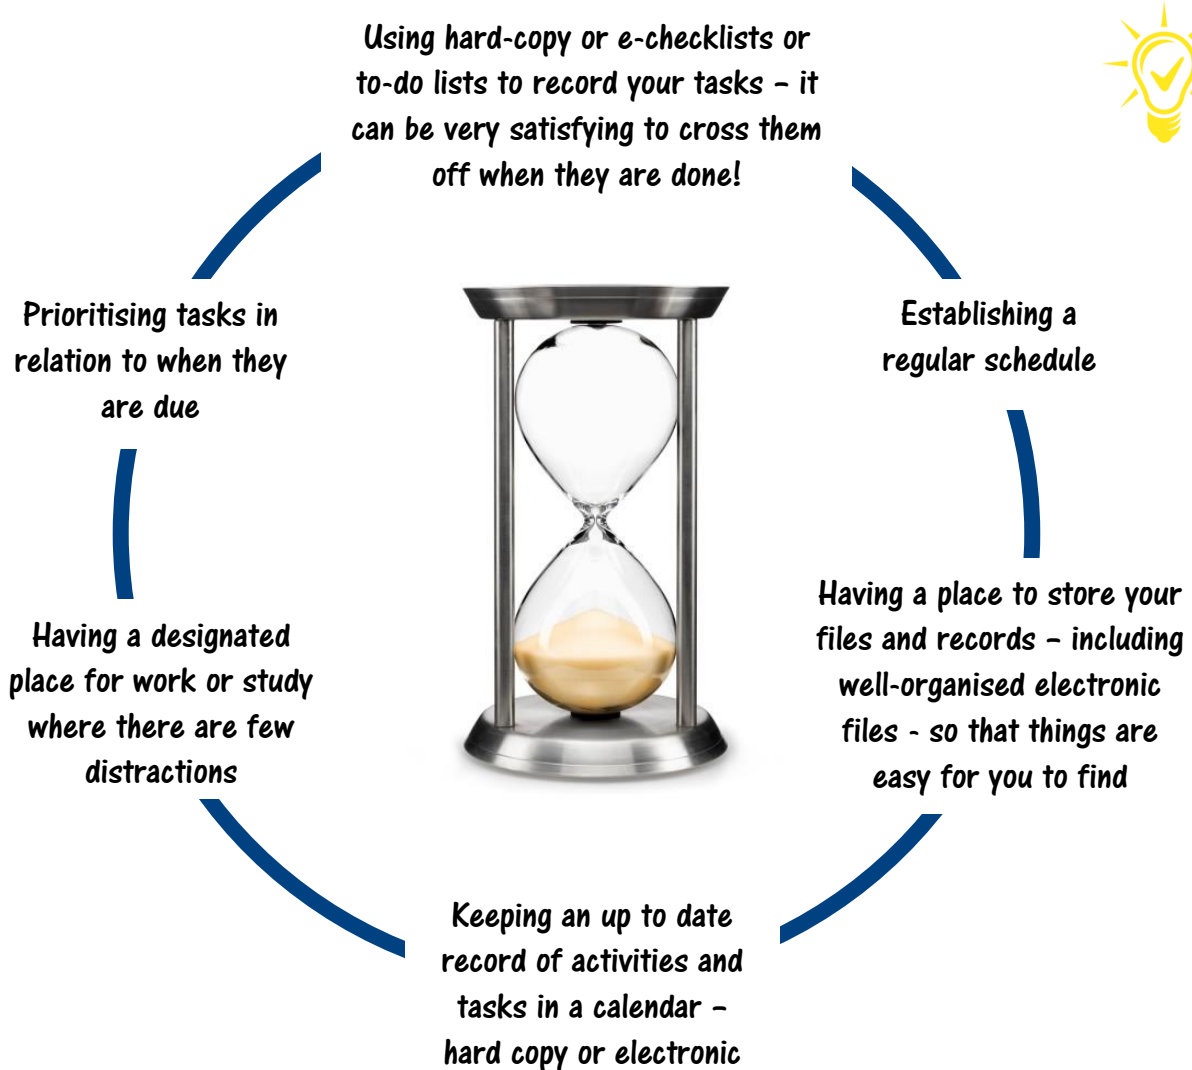 Using hard-copy or e-checklists or
to-do lists to record your tasks – it
can be very satisfying to cross them
off when they are done!
Establishing a
regular schedule
Having a place to store your
files and records – including
well-organised electronic
files - so that things are
easy for you to find
Keeping an up to date
record of activities and
tasks in a calendar –
hard copy or electronic
Having a designated
place for work or study
where there are few
distractions
Prioritising tasks in
relation to when they
are due